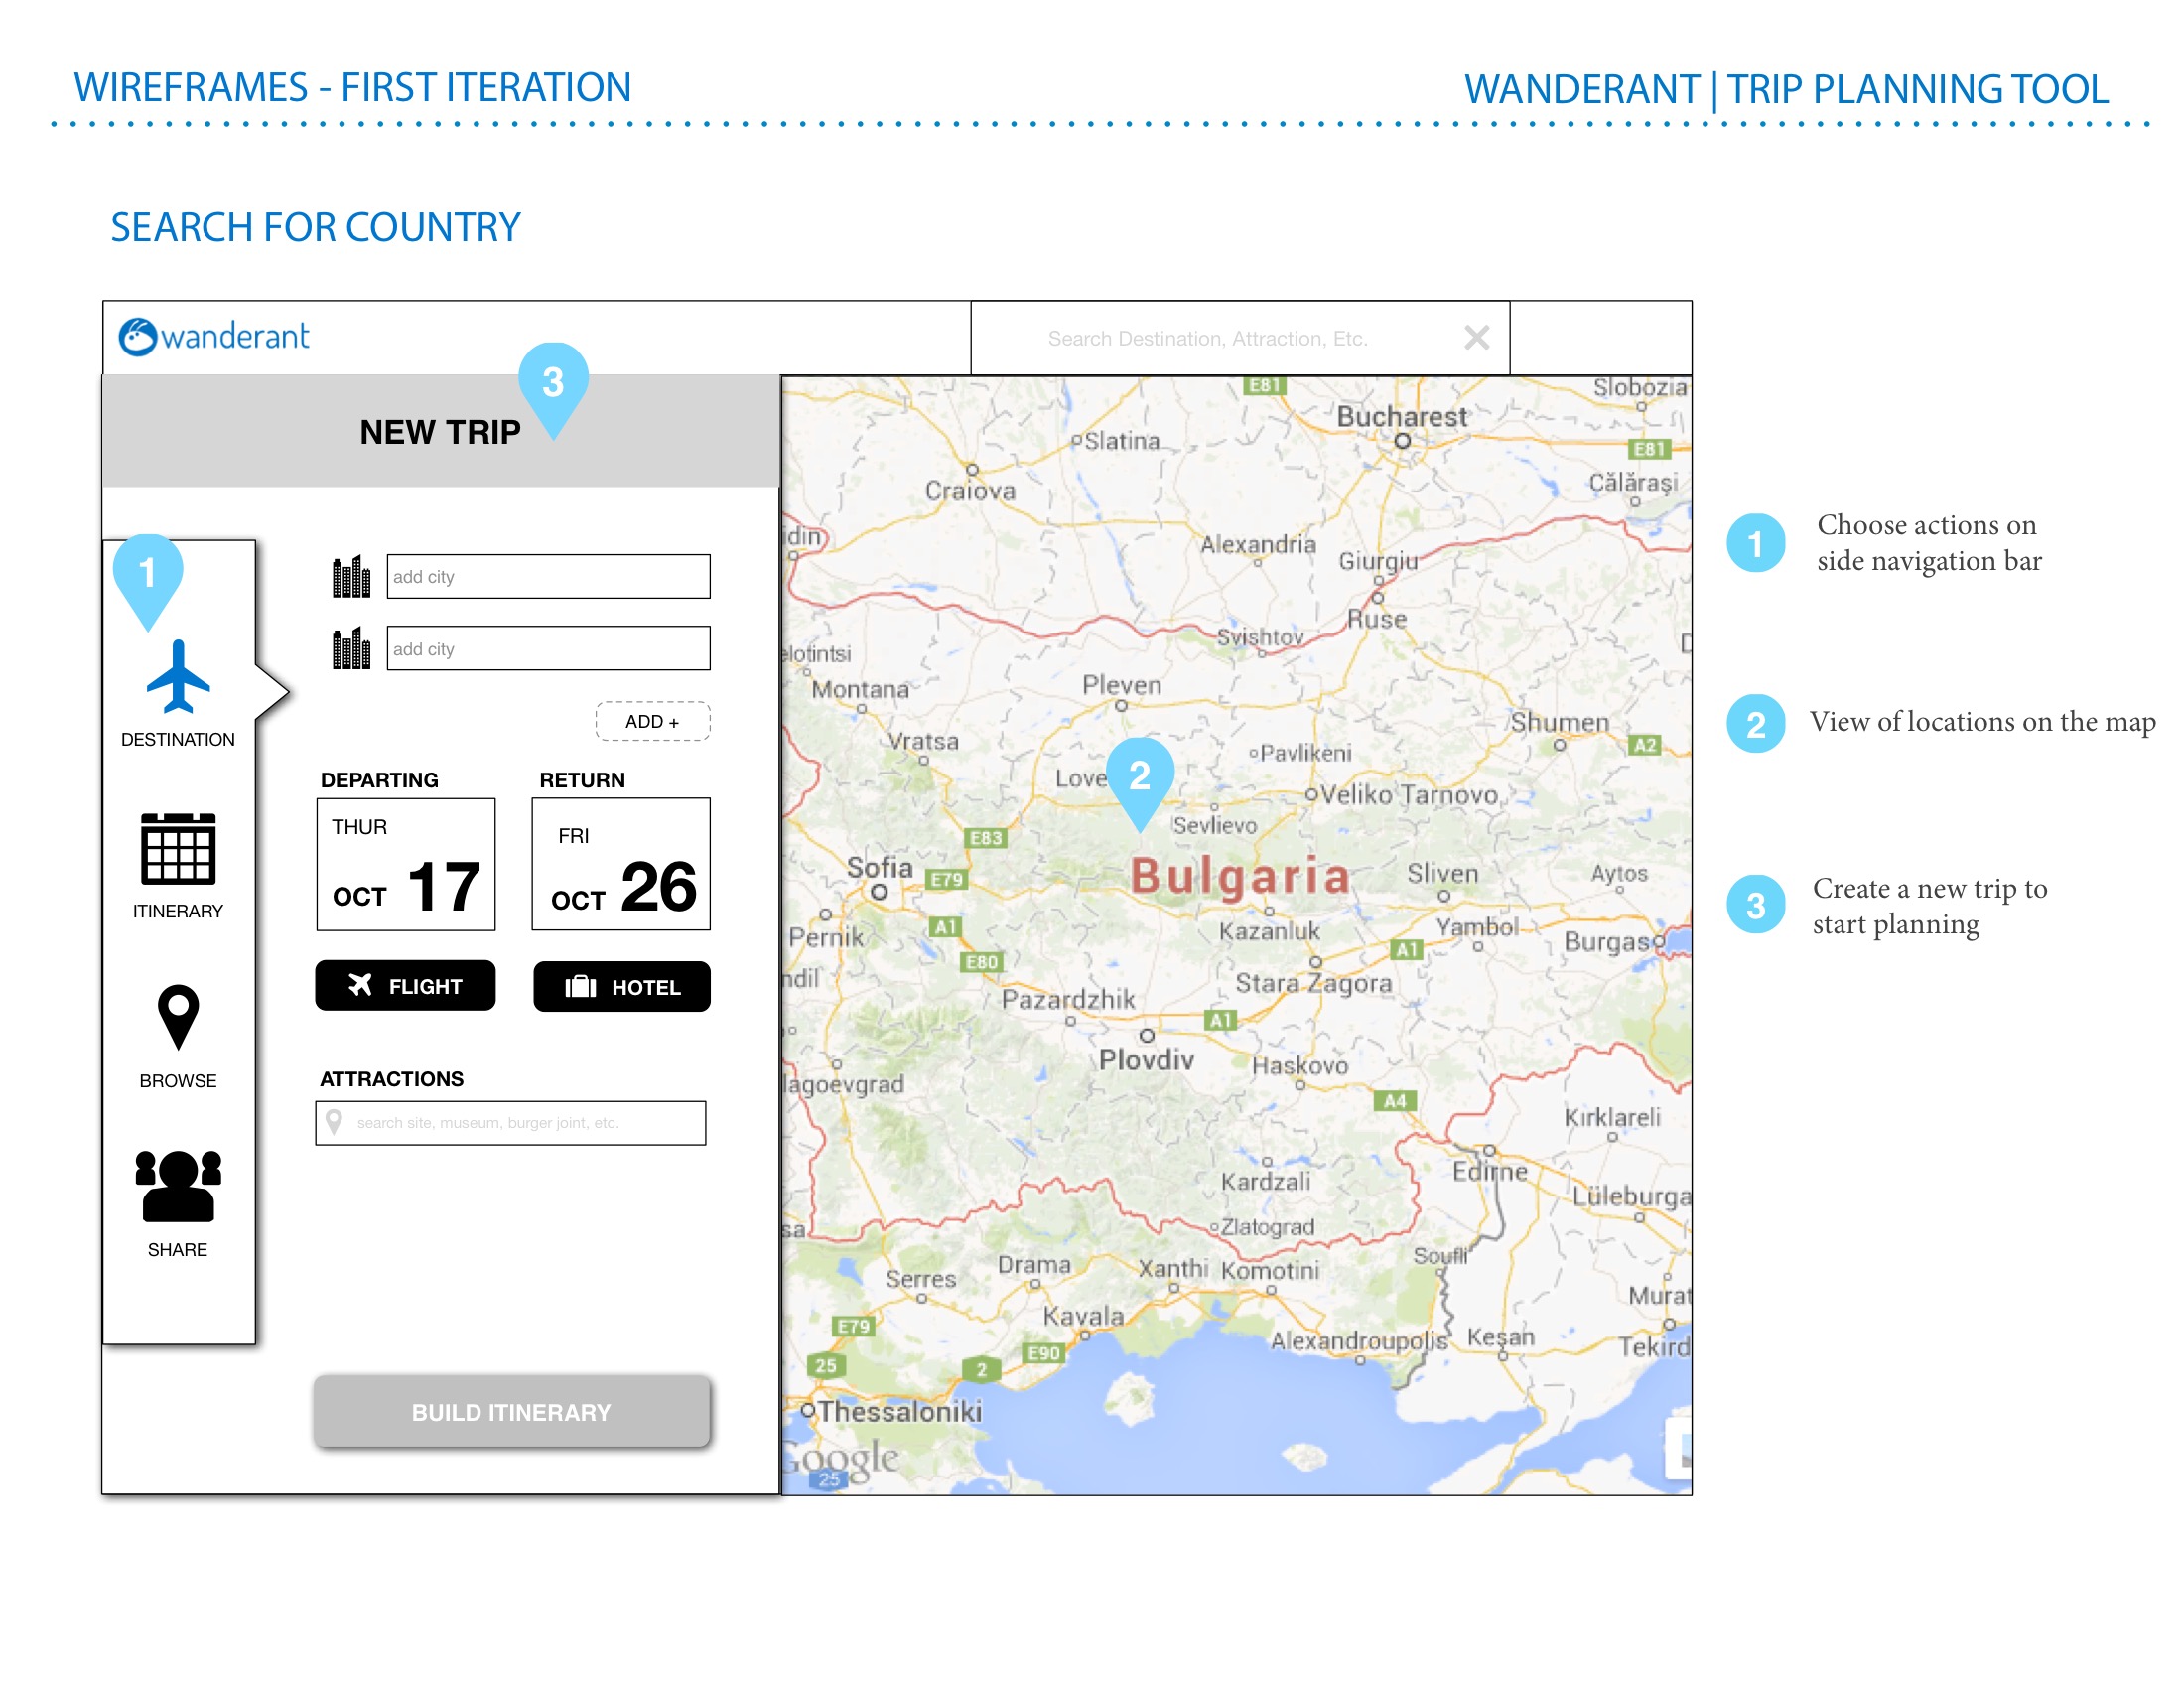 WIREFRAMES - FIRST ITERATION
WANDERANT | TRIP PLANNING TOOL
SEARCH FOR COUNTRY
wanderant
Search Destination, Attraction, Etc.
NEW TRIP
3
1
DESTINATION
ITINERARY
BROWSE
SHARE
add city
add city
ADD +
DEPARTING
RETURN
THUR
OCT 17
FRI
OCT 26
FLIGHT
HOTEL
ATTRACTIONS
search site, museum, burger joint, etc.
BUILD ITINERARY
E81
Slobozia
Bucharest
Slatina
E81
Craiova
Călărași
idin
Alexandria
Giurgiu
Ruse
Svishtov
elotintsi
Montana
Pleven
Shumen
A2
Vratsa
Pavlikeni
Love
2
Veliko Tarnovo
Sevlievo
E83
Sofia
E79
Bulgaria
Sliven
Aytos
A1
Pernik
Kazanluk
Yambol
Burgas
A1
E80
ndil
Stara Zagora
Pazardzhik
A1
Plovdiv
Haskovo
lagoevgrad
A4
Kırklareli
Edirne
Kardzali
Lüleburga
sa
Zlatograd
Soufli
Drama
Xanthi
Komotini
Serres
Murat
Kavala
E79
Alexandroupolis
Keşan
Tekird
E90
25
2
Thessaloniki
Google
25
1 Choose actions on
side navigation bar
2 View of locations on the map
3 Create a new trip to
start planning